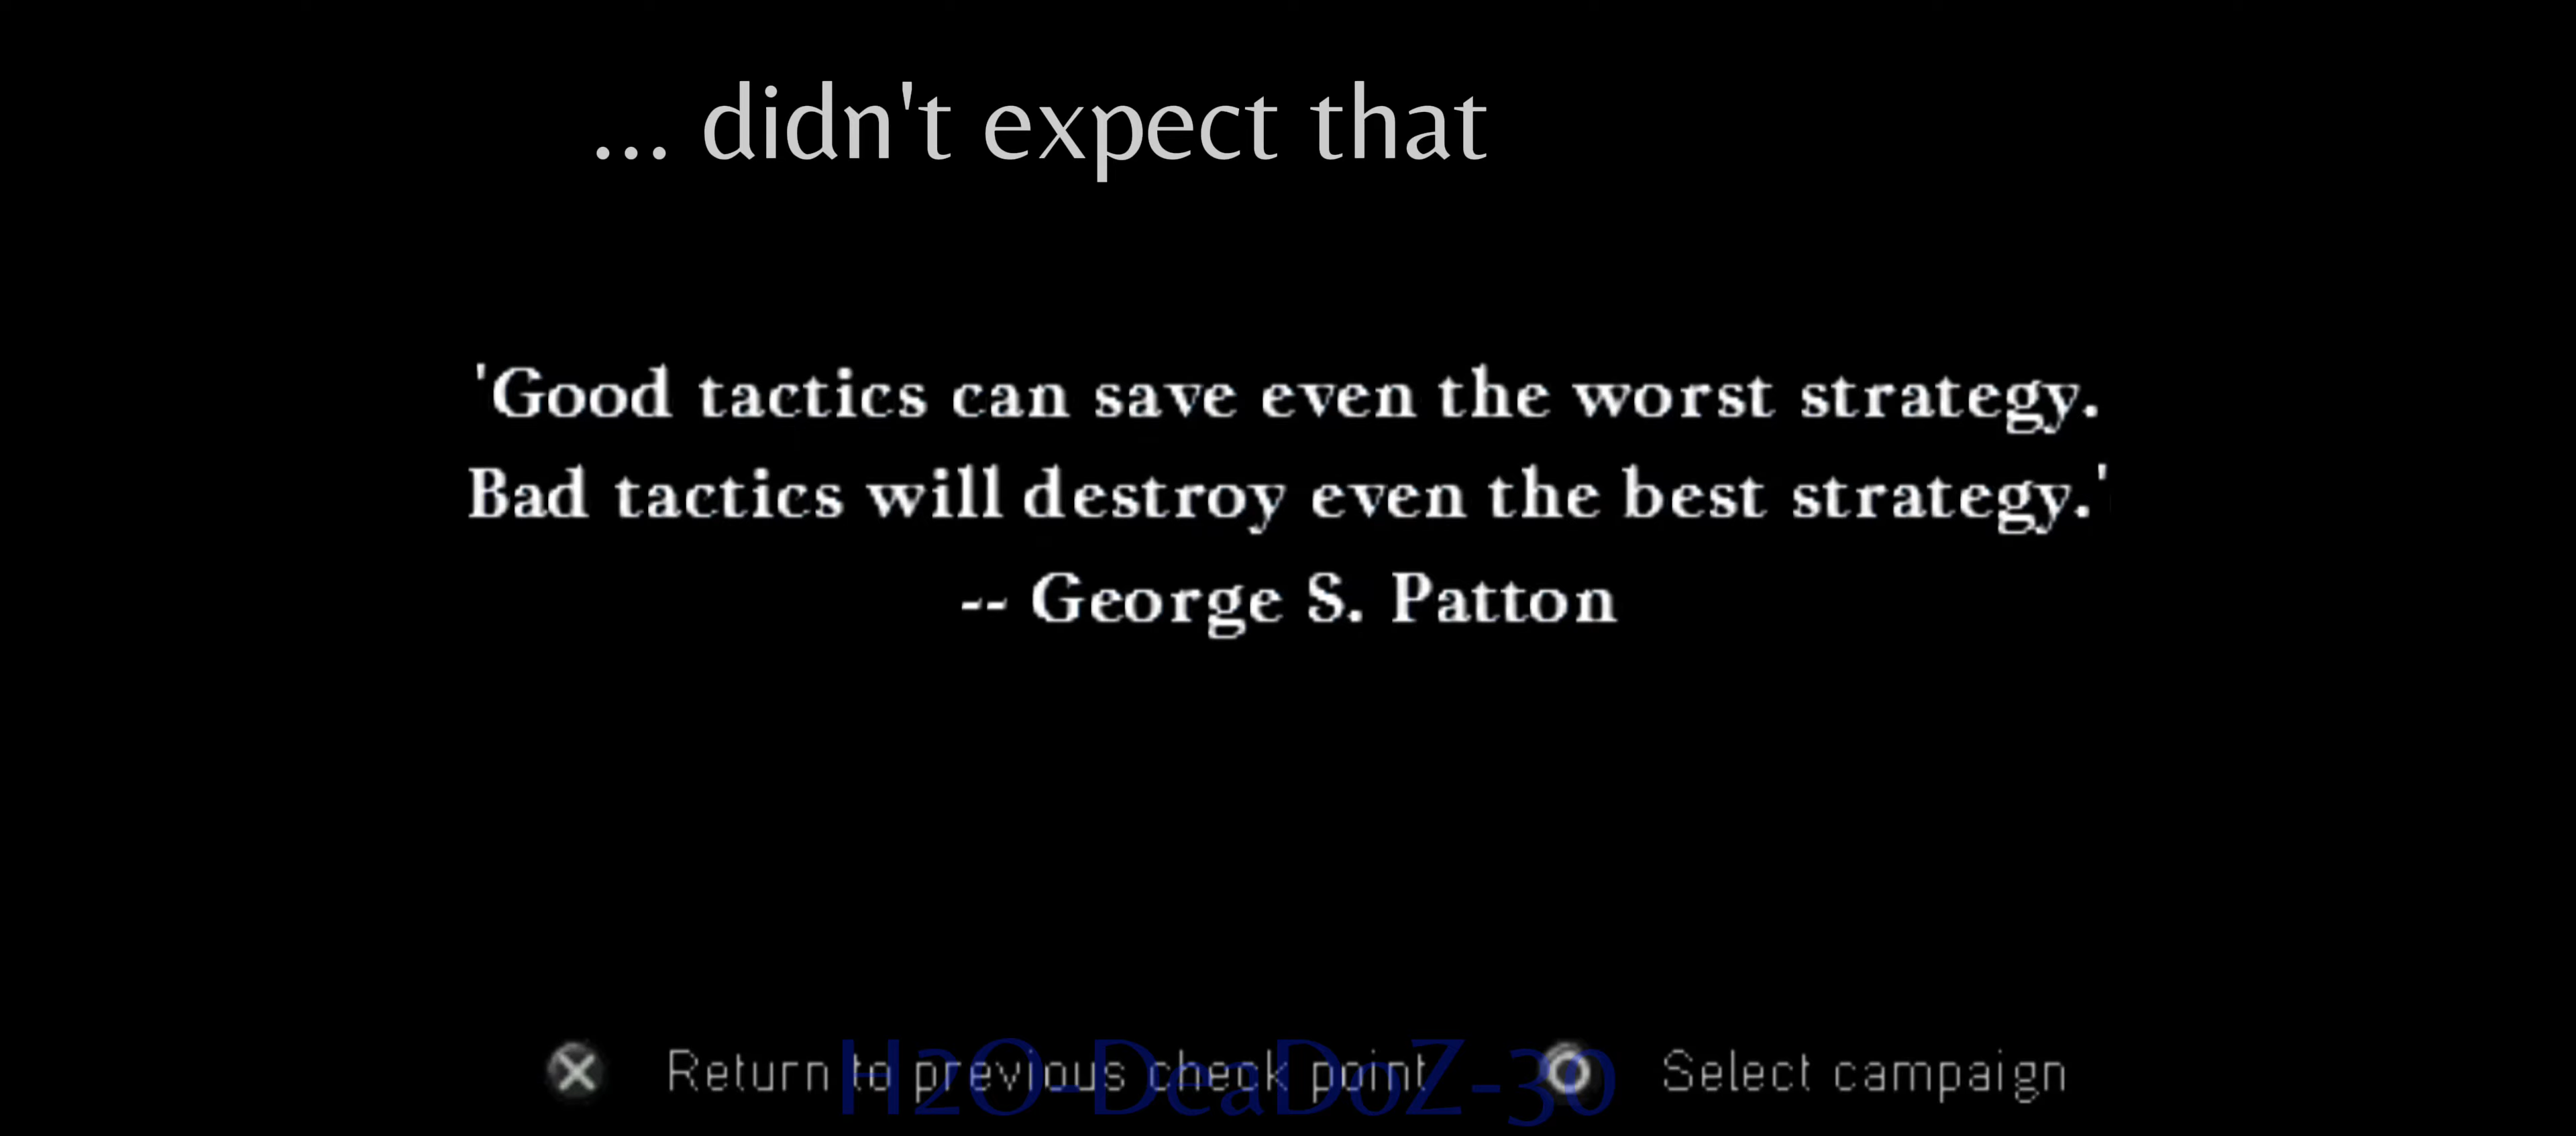 ... didn't expect that
'Good tactics can save even the worst strategy.
Bad tactics will destroy even the best strategy.'
-- George S. Patton
Return to previous check point Select campaign
H2O-DeaDoZ-30